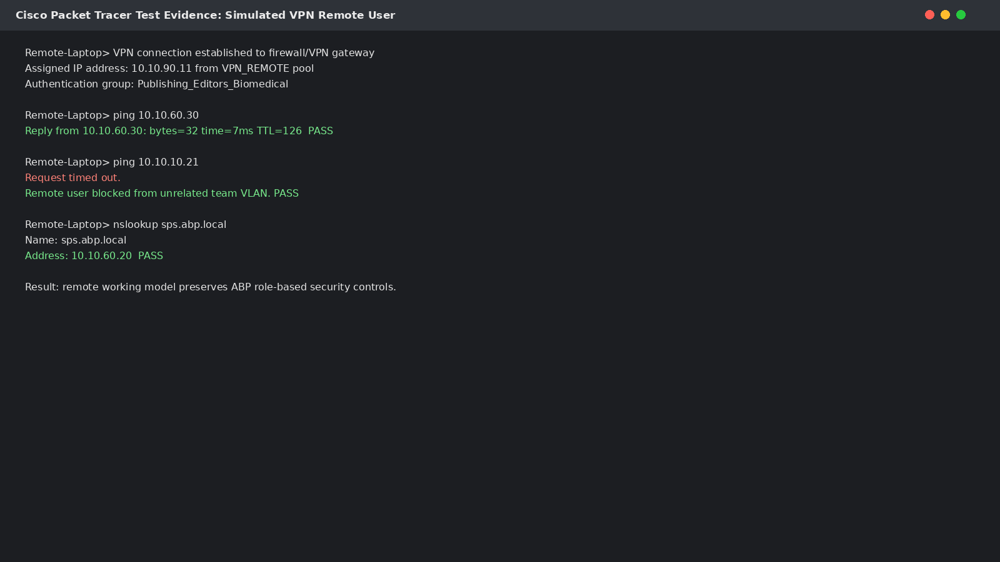 Cisco Packet Tracer Test Evidence: Simulated VPN Remote User
Remote-Laptop> VPN connection established to firewall/VPN gateway
Assigned IP address: 10.10.90.11 from VPN_REMOTE pool
Authentication group: Publishing_Editors_Biomedical
Remote-Laptop> ping 10.10.60.30
Reply from 10.10.60.30: bytes=32 time=7ms TTL=126  PASS
Remote-Laptop> ping 10.10.10.21
Request timed out.
Remote user blocked from unrelated team VLAN. PASS
Remote-Laptop> nslookup sps.abp.local
Name: sps.abp.local
Address: 10.10.60.20  PASS
Result: remote working model preserves ABP role-based security controls.